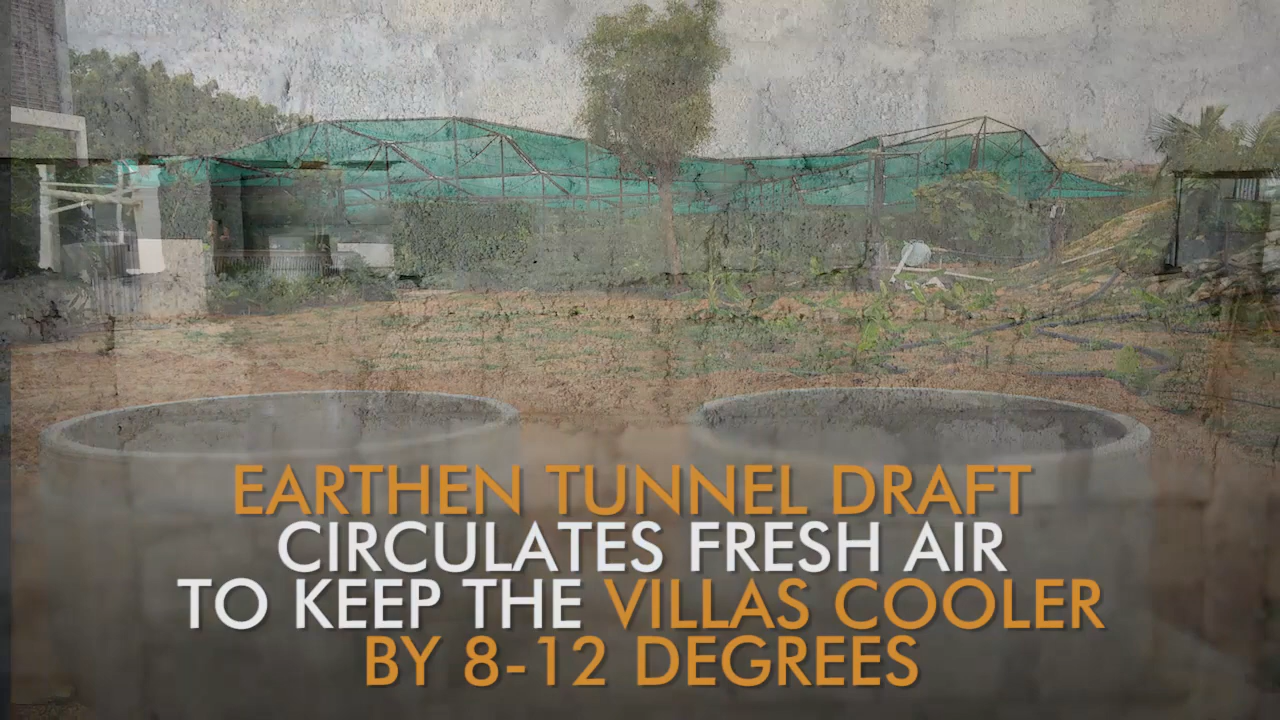 EARTHEN TUNNEL DRAFT
CIRCULATES FRESH AIR
TO KEEP THE VILLAS COOLER
BY 8-12 DEGREES